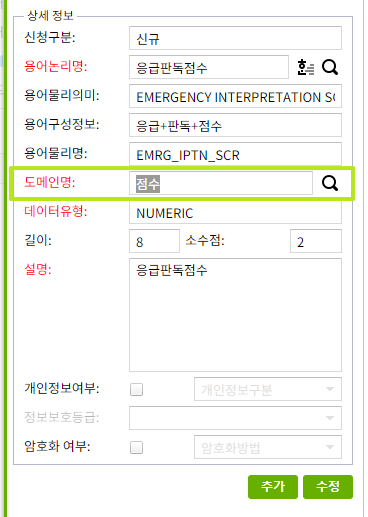 상세 정보
신청구분: 신규
용어논리명: 응급판독점수
용어물리의미: EMERGENCY INTERPRETATION SC
용어구성정보: 응급+판독+점수
용어물리명: EMRG_IPTN_SCR
도메인명: 점수
데이터유형: NUMERIC
길이: 8 소수점: 2
설명: 응급판독점수
개인정보여부: 개인정보구분
정보보호등급:
암호화 여부: 암호화방법
추가 수정